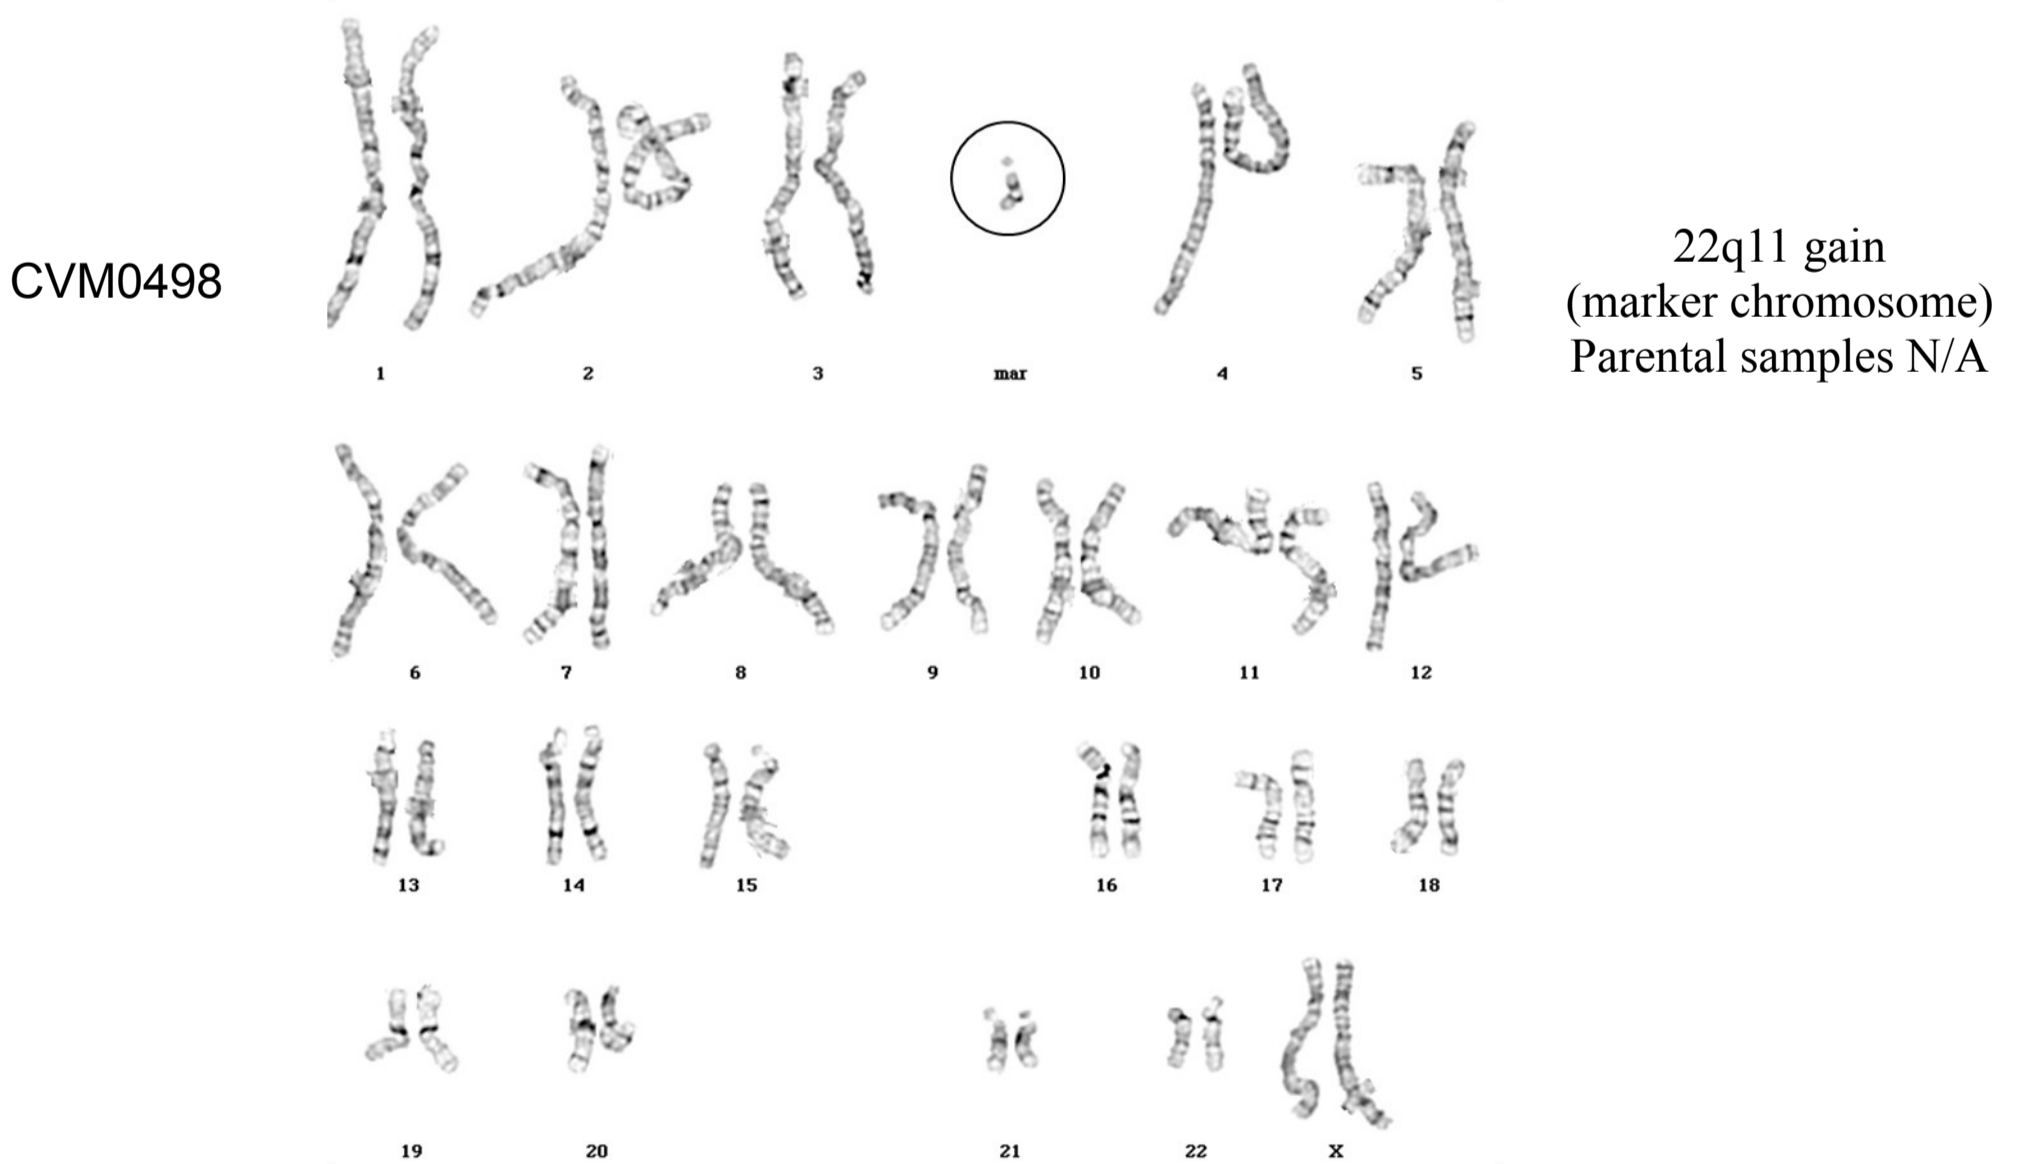 CVM0498
22q11 gain
(marker chromosome)
Parental samples N/A
1 2 3 mar 4 5
6 7 8 9 10 11 12
13 14 15 16 17 18
19 20 21 22 X